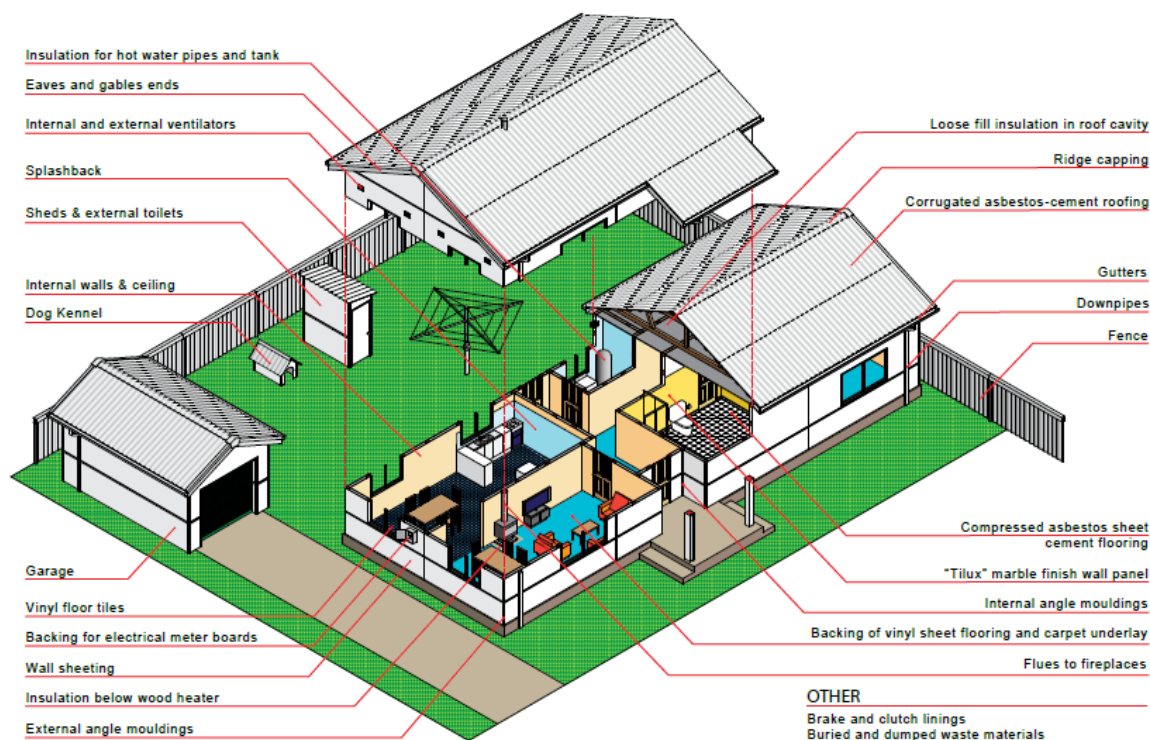 Insulation for hot water pipes and tank
Eaves and gables ends
Internal and external ventilators
Splashback
Sheds & external toilets
Internal walls & ceiling
Dog Kennel
Garage
Vinyl floor tiles
Backing for electrical meter boards
Wall sheeting
Insulation below wood heater
External angle mouldings
Loose fill insulation in roof cavity
Ridge capping
Corrugated asbestos-cement roofing
Gutters
Downpipes
Fence
Compressed asbestos sheet
cement flooring
“Tilux” marble finish wall panel
Internal angle mouldings
Backing of vinyl sheet flooring and carpet underlay
Flues to fireplaces
OTHER
Brake and clutch linings
Buried and dumped waste materials